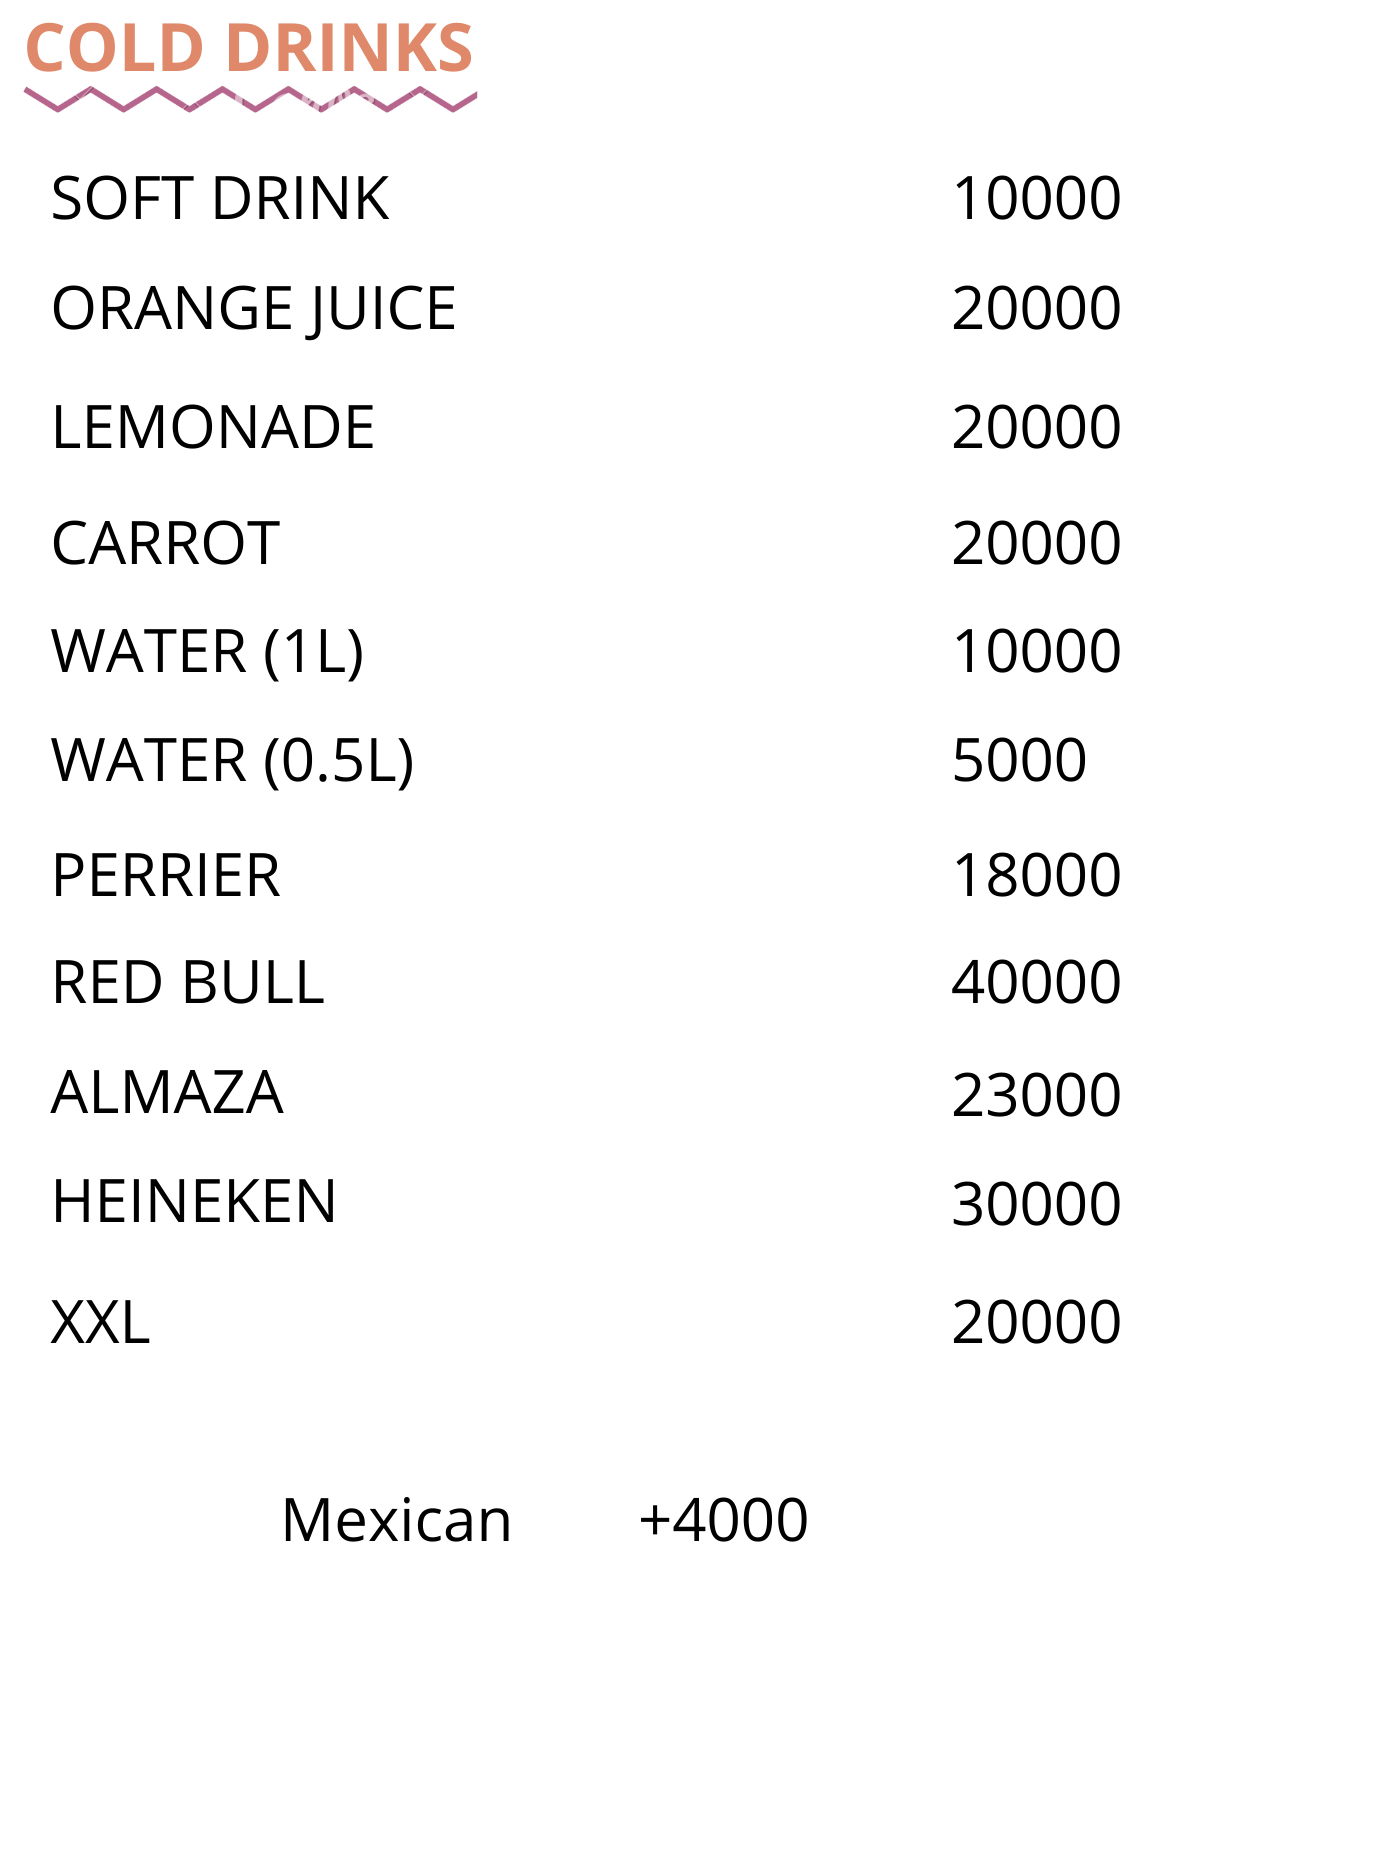 COLD DRINKS
SOFT DRINK 10000
ORANGE JUICE 20000
LEMONADE 20000
CARROT 20000
WATER (1L) 10000
WATER (0.5L) 5000
PERRIER 18000
RED BULL 40000
ALMAZA 23000
HEINEKEN 30000
XXL 20000
Mexican +4000